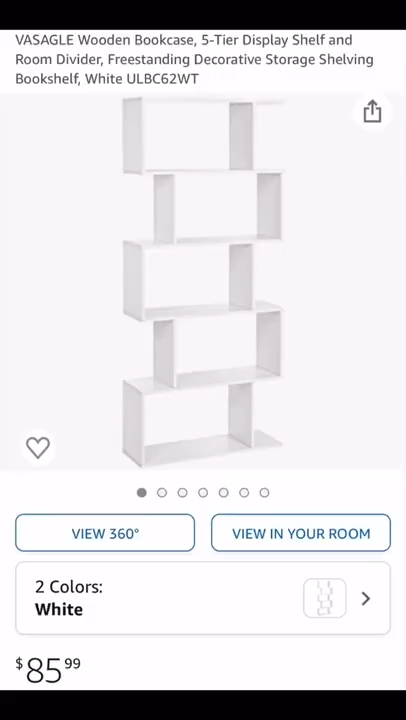 VASAGLE Wooden Bookcase, 5-Tier Display Shelf and
Room Divider, Freestanding Decorative Storage Shelving
Bookshelf, White ULBC62WT
VIEW 360°
VIEW IN YOUR ROOM
2 Colors:
White
$85 99